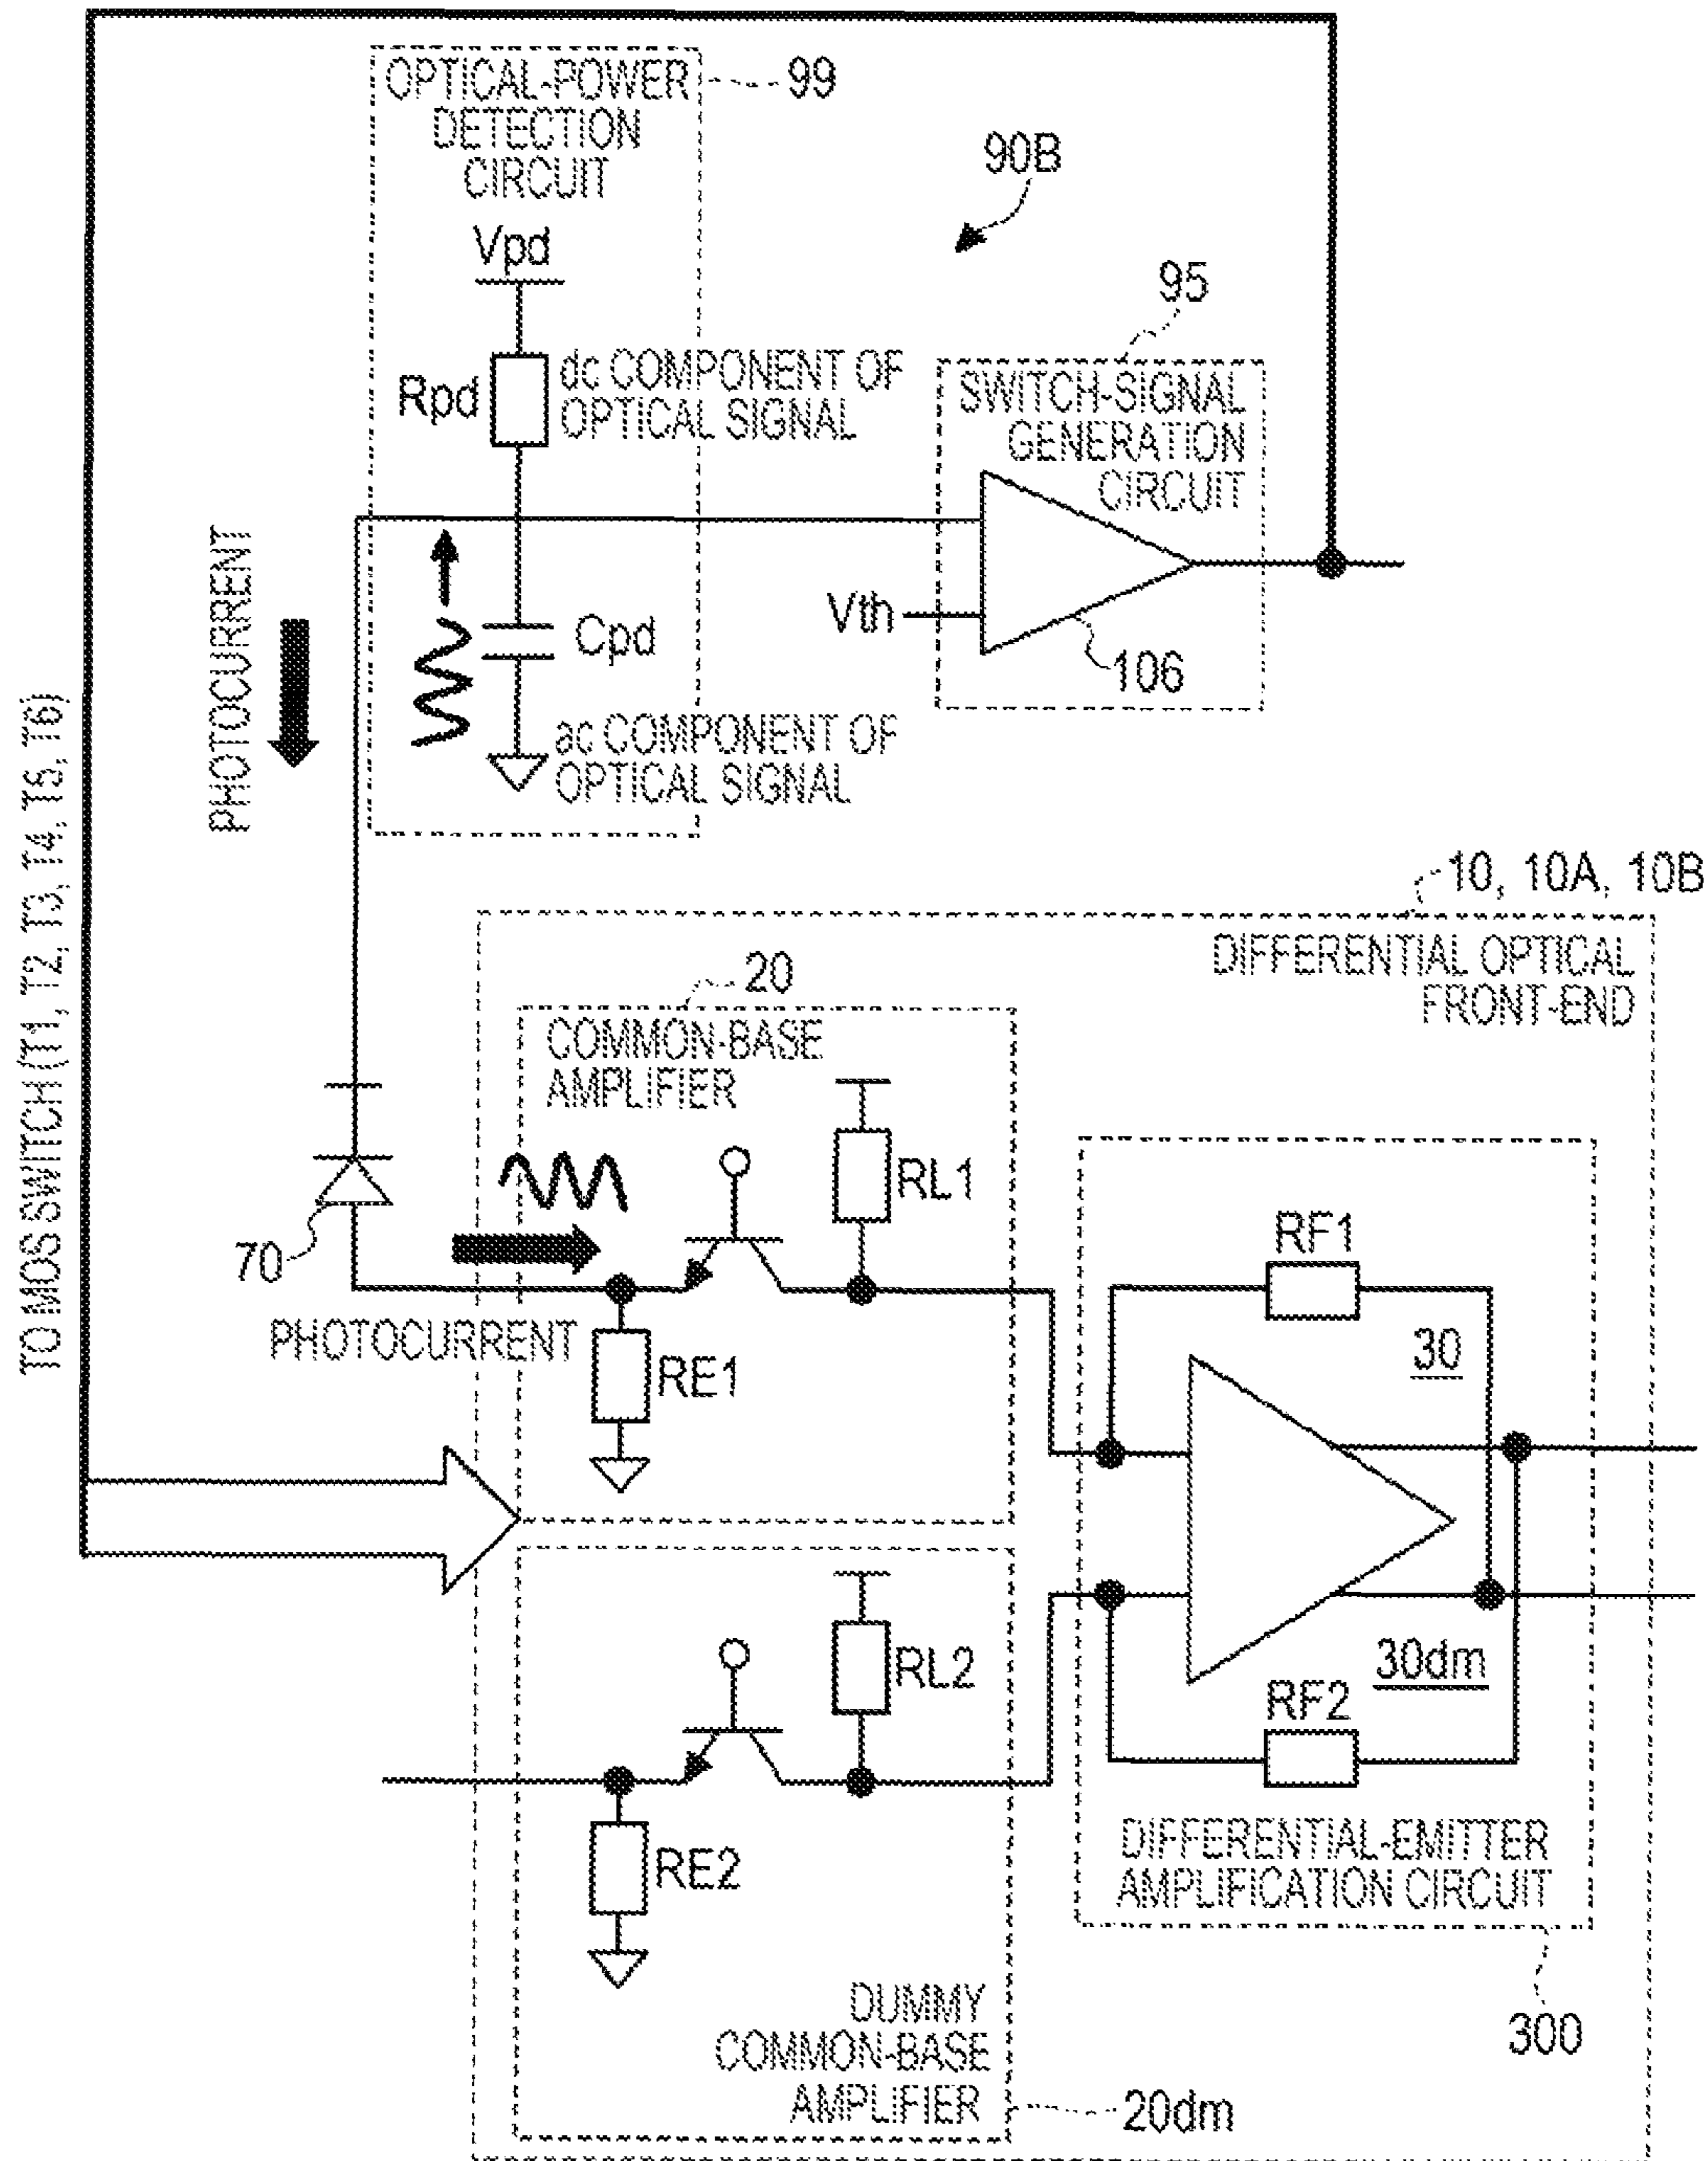 OPTICAL-POWER
DETECTION
CIRCUIT
99
90B
Vpd
Rpd
dc COMPONENT OF
OPTICAL SIGNAL
95
SWITCH-SIGNAL
GENERATION
CIRCUIT
Vth
106
Cpd
ac COMPONENT OF
OPTICAL SIGNAL
PHOTOCURRENT
TO MOS SWITCH (T1, T2, T3, T4, T5, T6)
10, 10A, 10B
DIFFERENTIAL OPTICAL
FRONT-END
20
COMMON-BASE
AMPLIFIER
RL1
70
PHOTOCURRENT
RE1
RF1
30
30dm
RF2
RL2
RE2
DIFFERENTIAL-EMITTER
AMPLIFICATION CIRCUIT
300
DUMMY
COMMON-BASE
AMPLIFIER
20dm